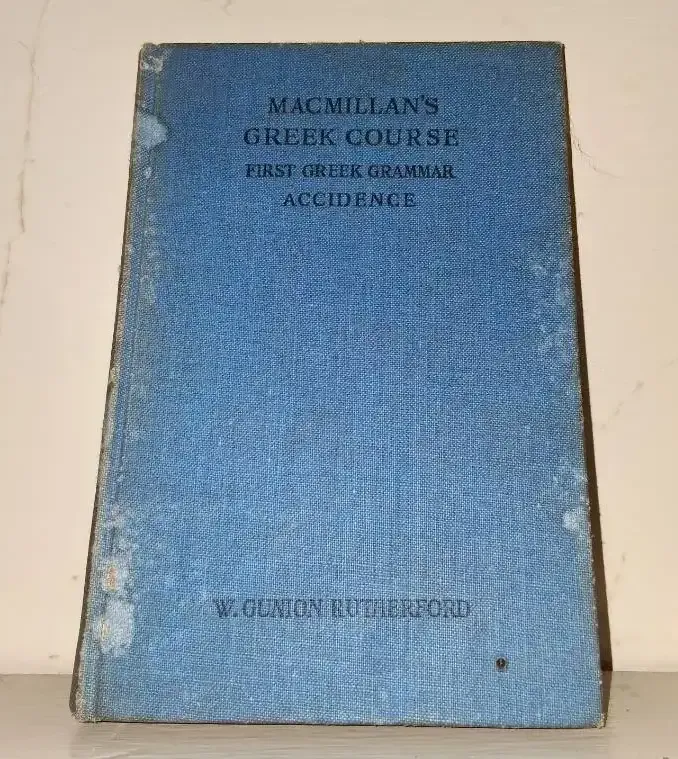 MACMILLAN'S
GREEK COURSE
FIRST GREEK GRAMMAR
ACCIDENCE
W. GUNION RUTHERFORD